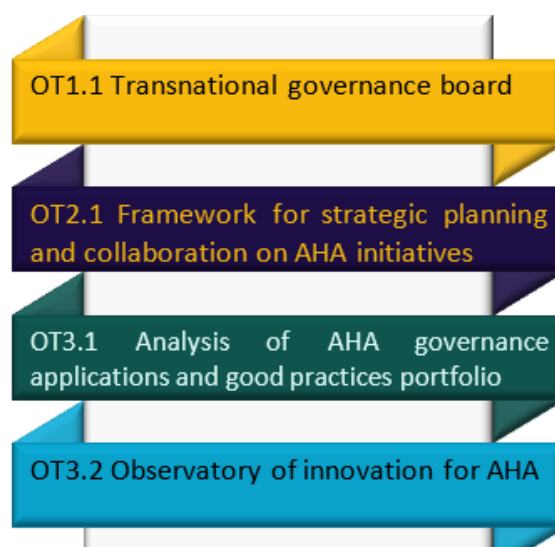 OT1.1 Transnational governance board
OT2.1 Framework for strategic planning
and collaboration on AHA initiatives
OT3.1 Analysis of AHA governance
applications and good practices portfolio
OT3.2 Observatory of innovation for AHA